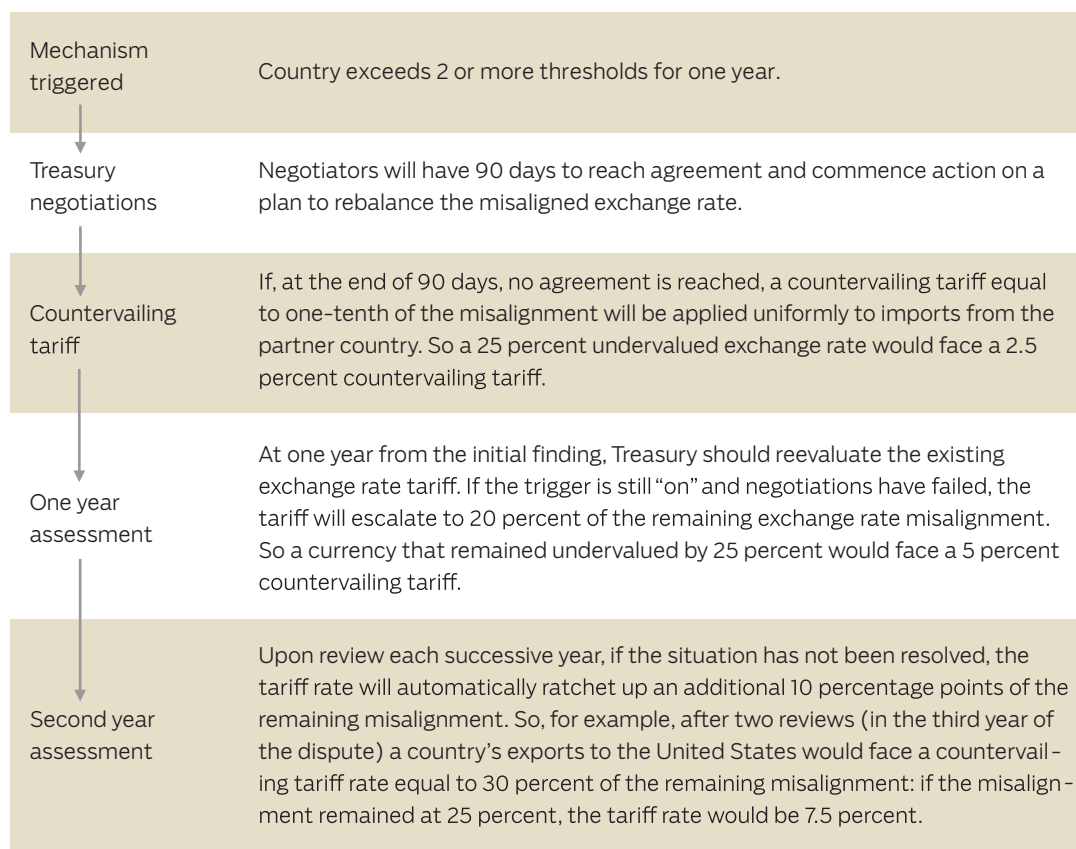 Mechanism
triggered
Country exceeds 2 or more thresholds for one year.
Treasury
negotiations
Negotiators will have 90 days to reach agreement and commence action on a
plan to rebalance the misaligned exchange rate.
Countervailing
tariff
If, at the end of 90 days, no agreement is reached, a countervailing tariff equal
to one-tenth of the misalignment will be applied uniformly to imports from the
partner country. So a 25 percent undervalued exchange rate would face a 2.5
percent countervailing tariff.
One year
assessment
At one year from the initial finding, Treasury should reevaluate the existing
exchange rate tariff. If the trigger is still “on” and negotiations have failed, the
tariff will escalate to 20 percent of the remaining exchange rate misalignment.
So a currency that remained undervalued by 25 percent would face a 5 percent
countervailing tariff.
Second year
assessment
Upon review each successive year, if the situation has not been resolved, the
tariff rate will automatically ratchet up an additional 10 percentage points of the
remaining misalignment. So, for example, after two reviews (in the third year of
the dispute) a country’s exports to the United States would face a countervail-
ing tariff rate equal to 30 percent of the remaining misalignment: if the misalign-
ment remained at 25 percent, the tariff rate would be 7.5 percent.